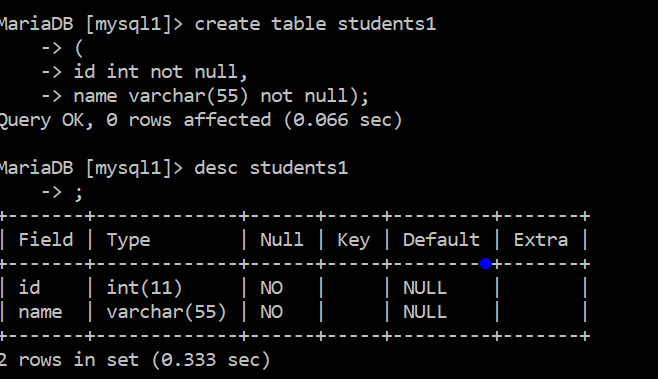 MariaDB [mysql1]> create table students1
    -> (
    -> id int not null,
    -> name varchar(55) not null);
Query OK, 0 rows affected (0.066 sec)

MariaDB [mysql1]> desc students1
    -> ;
+-------+-------------+------+-----+---------+-------+
| Field | Type        | Null | Key | Default | Extra |
+-------+-------------+------+-----+---------+-------+
| id    | int(11)     | NO   |     | NULL    |       |
| name  | varchar(55) | NO   |     | NULL    |       |
+-------+-------------+------+-----+---------+-------+
2 rows in set (0.333 sec)